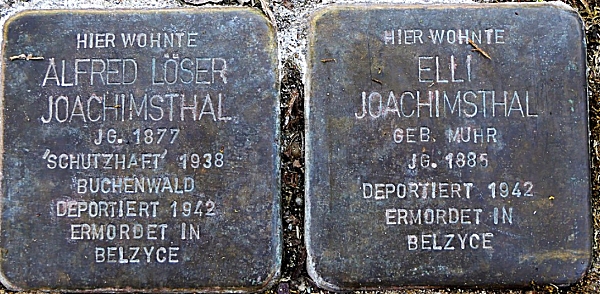 HIER WOHNTE
ALFRED LÖSER
JOACHIMSTHAL
JG. 1877
'SCHUTZHAFT' 1938
BUCHENWALD
DEPORTIERT 1942
ERMORDET IN
BELZYCE
HIER WOHNTE
ELLI
JOACHIMSTHAL
GEB. MUHR
JG. 1885
DEPORTIERT 1942
ERMORDET IN
BELZYCE